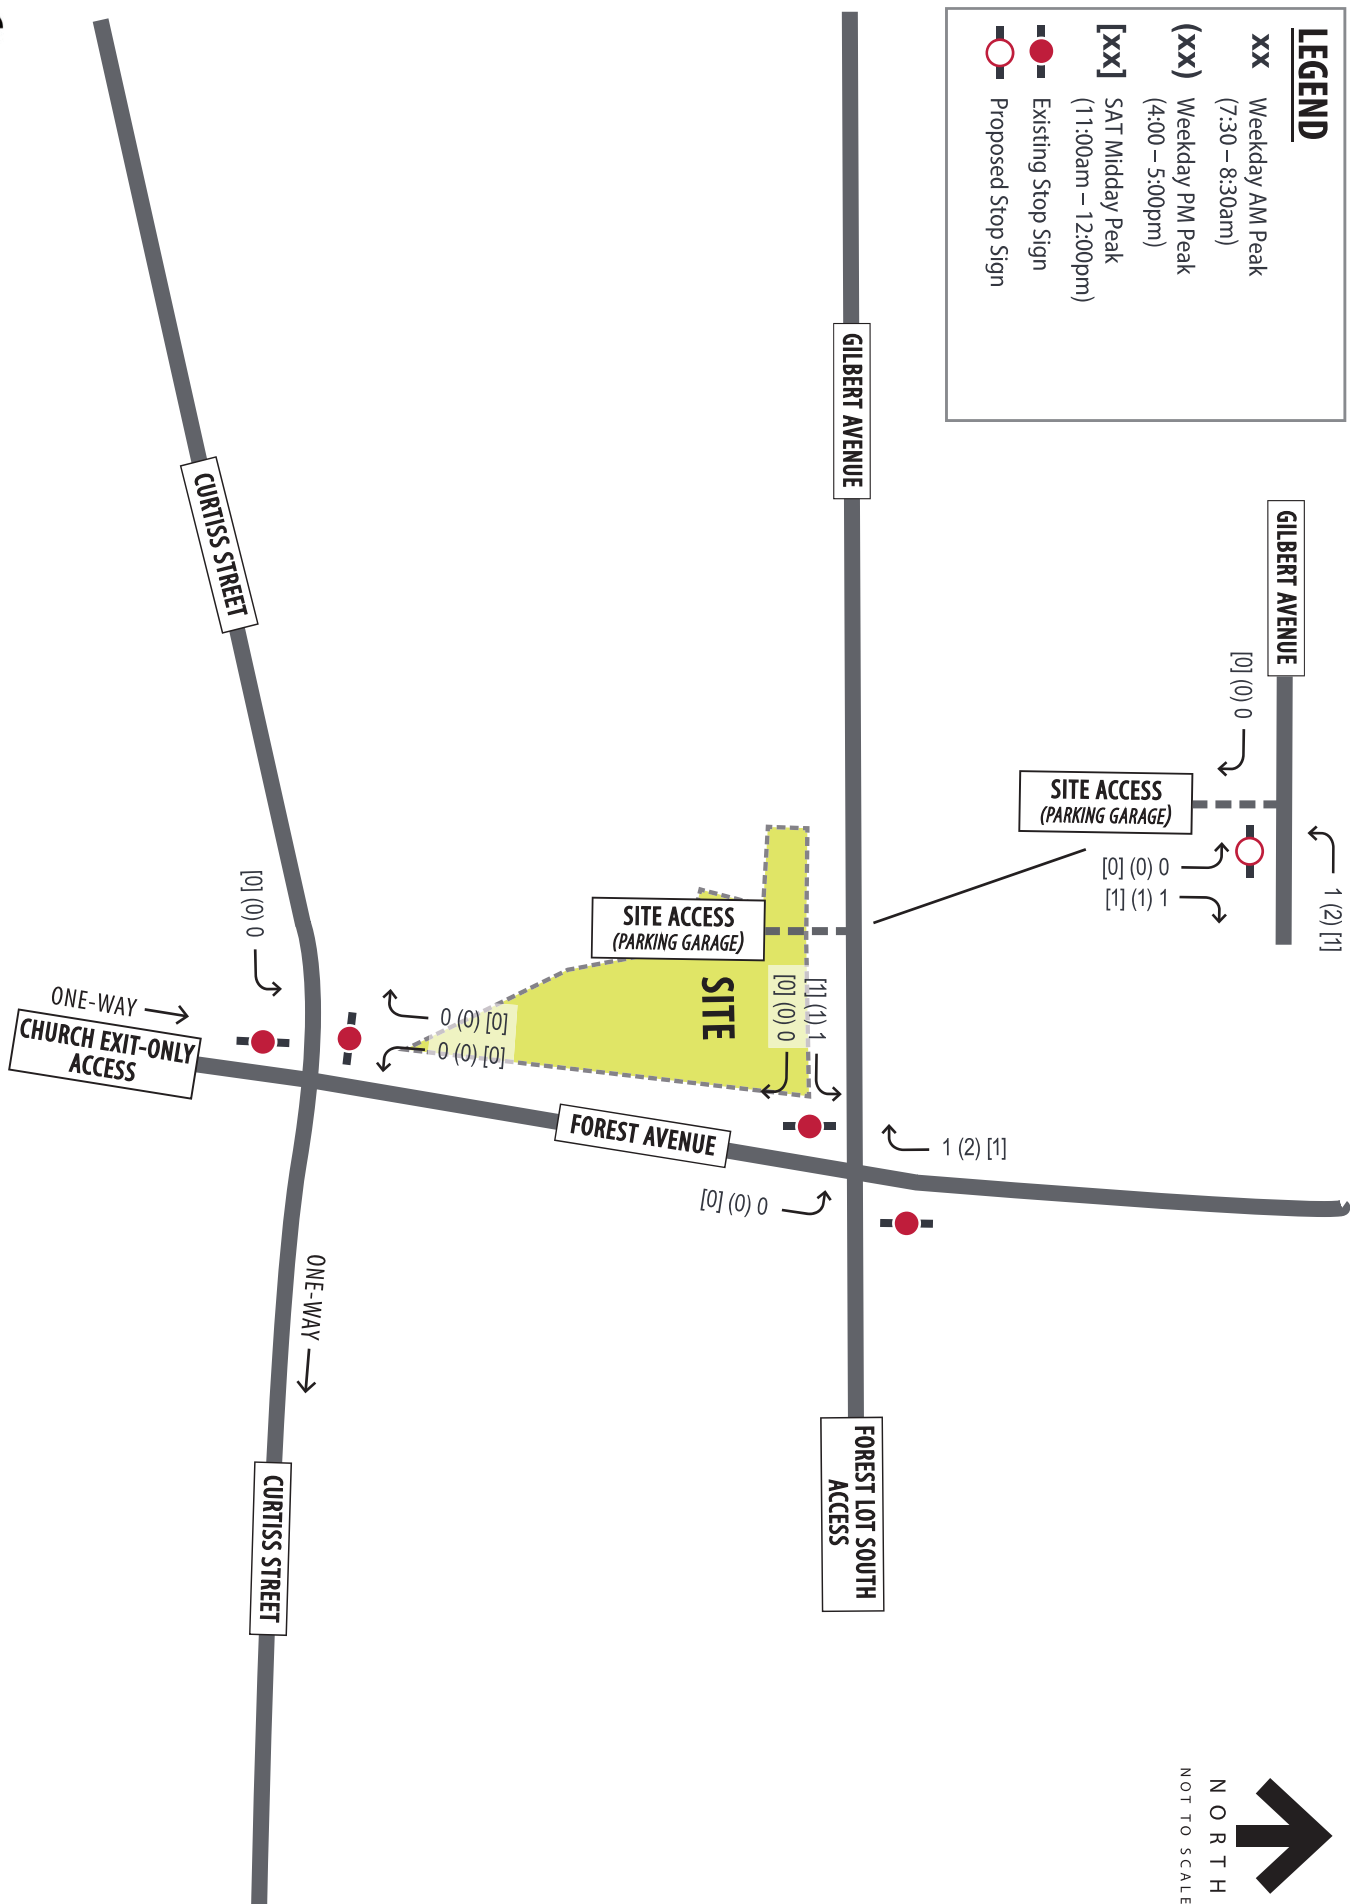 LEGEND
xx Weekday AM Peak
(7:30 – 8:30am)
(xx) Weekday PM Peak
(4:00 – 5:00pm)
[xx] SAT Midday Peak
(11:00am – 12:00pm)
Existing Stop Sign
Proposed Stop Sign
GILBERT AVENUE
[0] (0) 0
SITE ACCESS
(PARKING GARAGE)
1 (2) [1]
[0] (0) 0
[1] (1) 1
GILBERT AVENUE
SITE ACCESS
(PARKING GARAGE)
SITE
[1] (1) 1
[0] (0) 0
1 (2) [1]
[0] (0) 0
FOREST LOT SOUTH
ACCESS
FOREST AVENUE
0 (0) [0]
0 (0) [0]
CURTISS STREET
[0] (0) 0
ONE-WAY
CHURCH EXIT-ONLY
ACCESS
ONE-WAY
CURTISS STREET
NORTH
NOT TO SCALE